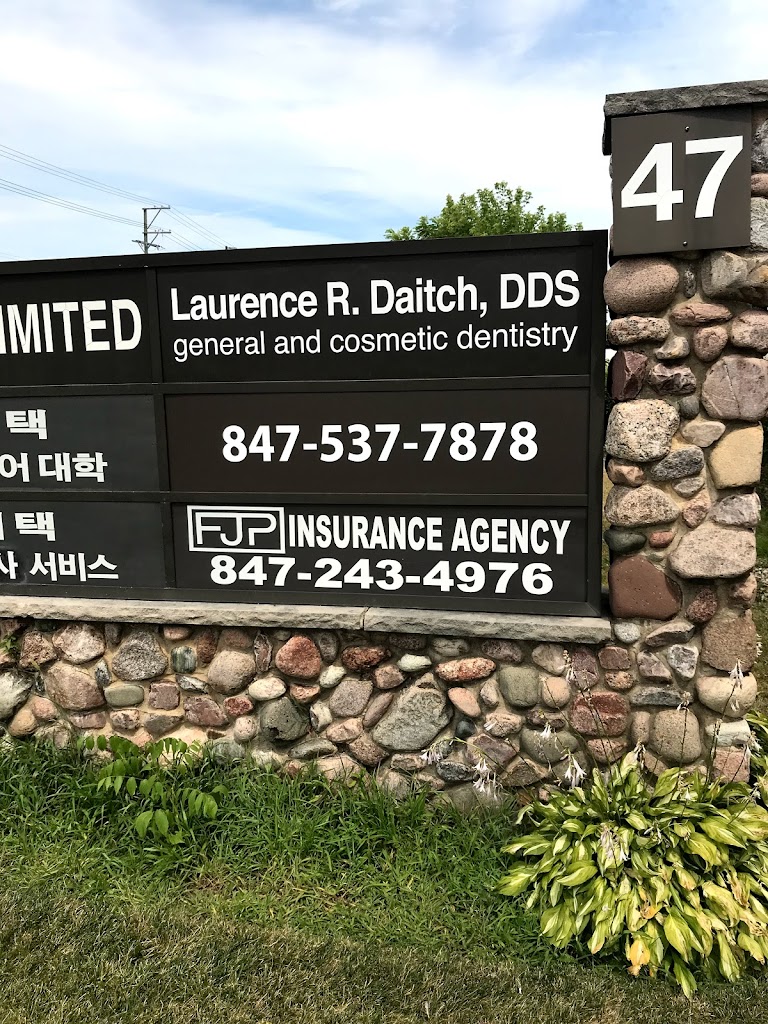 47
IMITED
Laurence R. Daitch, DDS
general and cosmetic dentistry
택
어 대학
847-537-7878
택
사 서비스
FJP INSURANCE AGENCY
847-243-4976